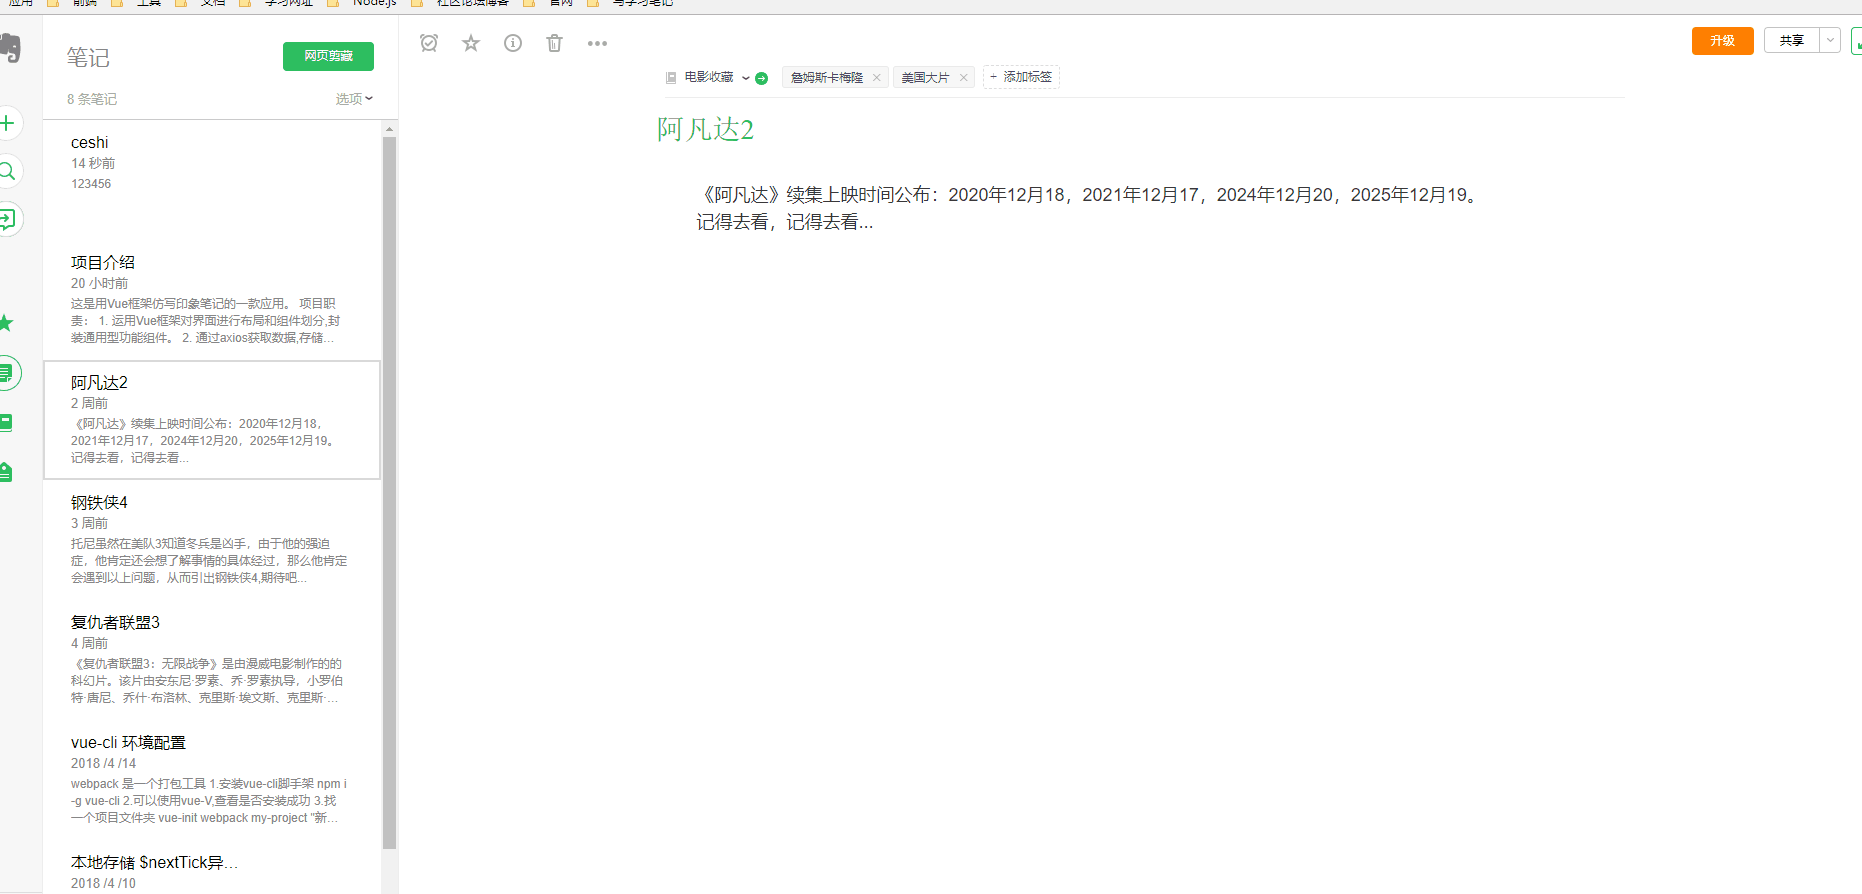 应用 前端 工具 文档 学习网址 Node.js 社区论坛博客 官网 写学习笔记
笔记
网页剪藏
8 条笔记
选项
ceshi
14 秒前
123456
项目介绍
20 小时前
这是用Vue框架仿写印象笔记的一款应用。 项目职
责： 1. 运用Vue框架对界面进行布局和组件划分,封
装通用型功能组件。 2. 通过axios获取数据,存储...
阿凡达2
2 周前
《阿凡达》续集上映时间公布：2020年12月18，
2021年12月17，2024年12月20，2025年12月19。
记得去看，记得去看...
钢铁侠4
3 周前
托尼虽然在美队3知道冬兵是凶手，由于他的强迫
症，他肯定还会想了解事情的具体经过，那么他肯定
会遇到以上问题，从而引出钢铁侠4,期待吧...
复仇者联盟3
4 周前
《复仇者联盟3：无限战争》是由漫威电影制作的的
科幻片。该片由安东尼·罗素、乔·罗素执导，小罗伯
特·唐尼、乔什·布洛林、克里斯·埃文斯、克里斯·...
vue-cli 环境配置
2018 /4 /14
webpack 是一个打包工具 1.安装vue-cli脚手架 npm i
-g vue-cli 2.可以使用vue-V,查看是否安装成功 3.找
一个项目文件夹 vue-init webpack my-project "新...
本地存储 $nextTick异...
2018 /4 /10
升级
共享
电影收藏
詹姆斯卡梅隆
美国大片
+ 添加标签
阿凡达2
《阿凡达》续集上映时间公布：2020年12月18，2021年12月17，2024年12月20，2025年12月19。
记得去看，记得去看...